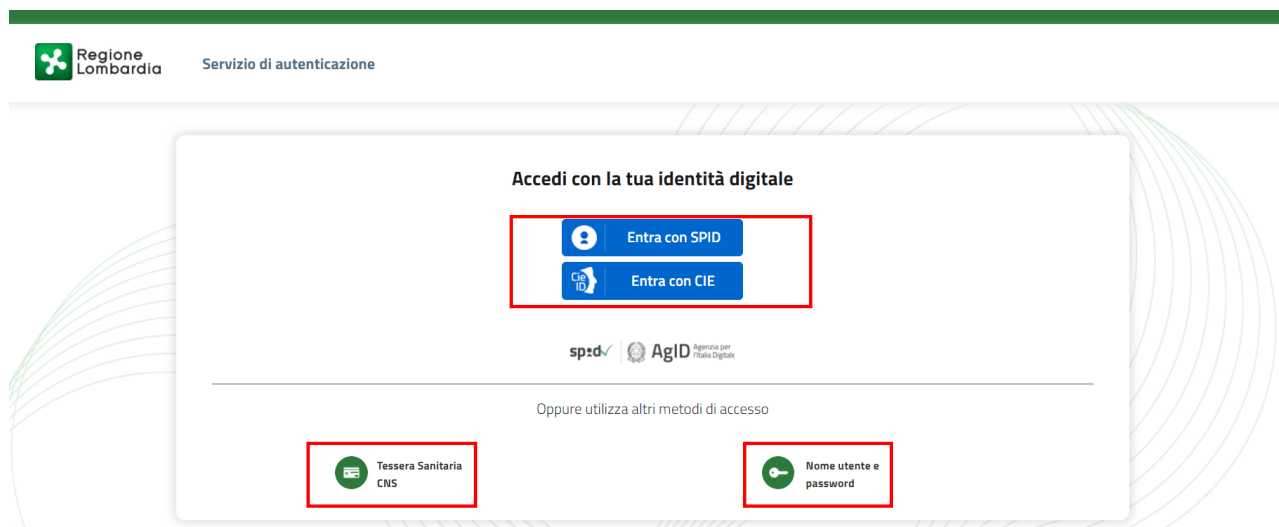 Regione
Lombardia
Servizio di autenticazione
Accedi con la tua identità digitale
Entra con SPID
Cie
ID
Entra con CIE
sp:d
AgID
Agenzia per
l'Italia Digitale
Oppure utilizza altri metodi di accesso
Tessera Sanitaria
CNS
Nome utente e
password